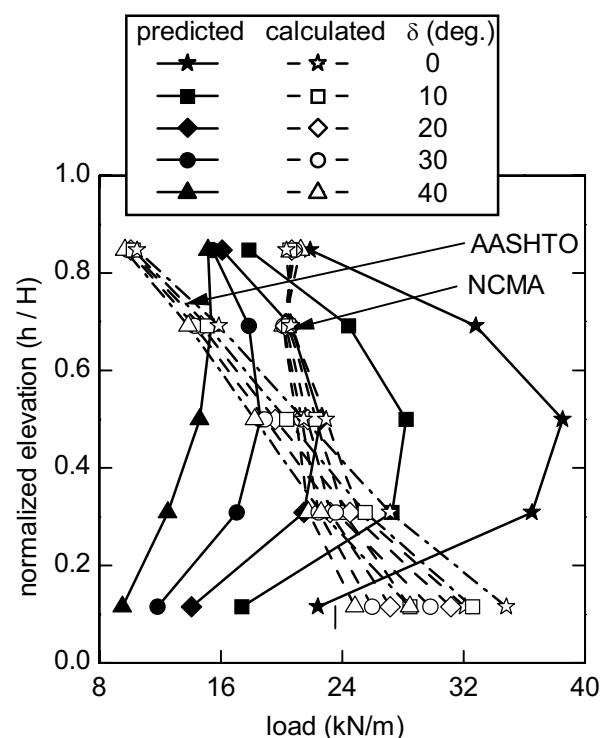 predicted calculated δ (deg.)
0
10
20
30
40
1.0
0.8
0.6
0.4
0.2
0.0
normalized elevation (h / H)
AASHTO
NCMA
8 16 24 32 40
load (kN/m)